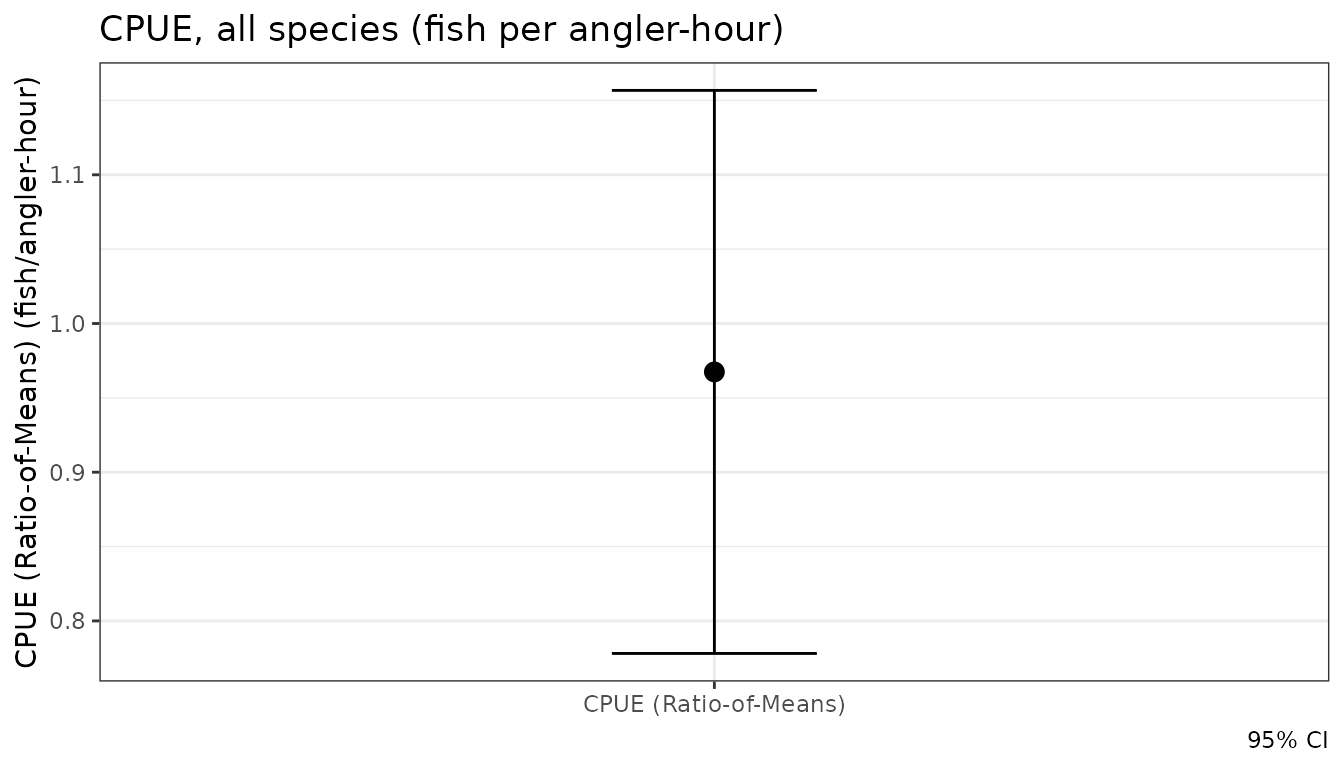 CPUE, all species (fish per angler-hour)
CPUE (Ratio-of-Means) (fish/angler-hour)
1.1
1.0
0.9
0.8
CPUE (Ratio-of-Means)
95% CI